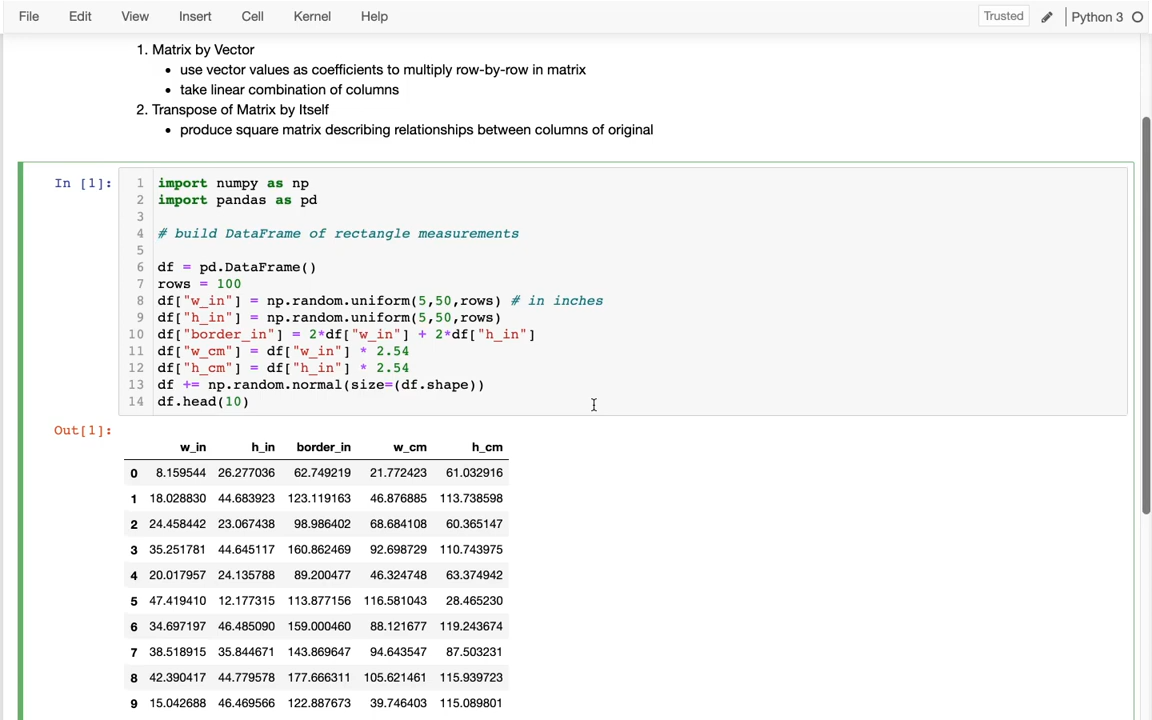 File Edit View Insert Cell Kernel Help Trusted Python 3
1. Matrix by Vector
• use vector values as coefficients to multiply row-by-row in matrix
• take linear combination of columns
2. Transpose of Matrix by Itself
• produce square matrix describing relationships between columns of original
In [1]:
1 import numpy as np
2 import pandas as pd
3
4 # build DataFrame of rectangle measurements
5
6 df = pd.DataFrame()
7 rows = 100
8 df["w_in"] = np.random.uniform(5,50,rows) # in inches
9 df["h_in"] = np.random.uniform(5,50,rows)
10 df["border_in"] = 2*df["w_in"] + 2*df["h_in"]
11 df["w_cm"] = df["w_in"] * 2.54
12 df["h_cm"] = df["h_in"] * 2.54
13 df += np.random.normal(size=(df.shape))
14 df.head(10)
Out[1]:
w_in h_in border_in w_cm h_cm
0 8.159544 26.277036 62.749219 21.772423 61.032916
1 18.028830 44.683923 123.119163 46.876885 113.738598
2 24.458442 23.067438 98.986402 68.684108 60.365147
3 35.251781 44.645117 160.862469 92.698729 110.743975
4 20.017957 24.135788 89.200477 46.324748 63.374942
5 47.419410 12.177315 113.877156 116.581043 28.465230
6 34.697197 46.485090 159.000460 88.121677 119.243674
7 38.518915 35.844671 143.869647 94.643547 87.503231
8 42.390417 44.779578 177.666311 105.621461 115.939723
9 15.042688 46.469566 122.887673 39.746403 115.089801